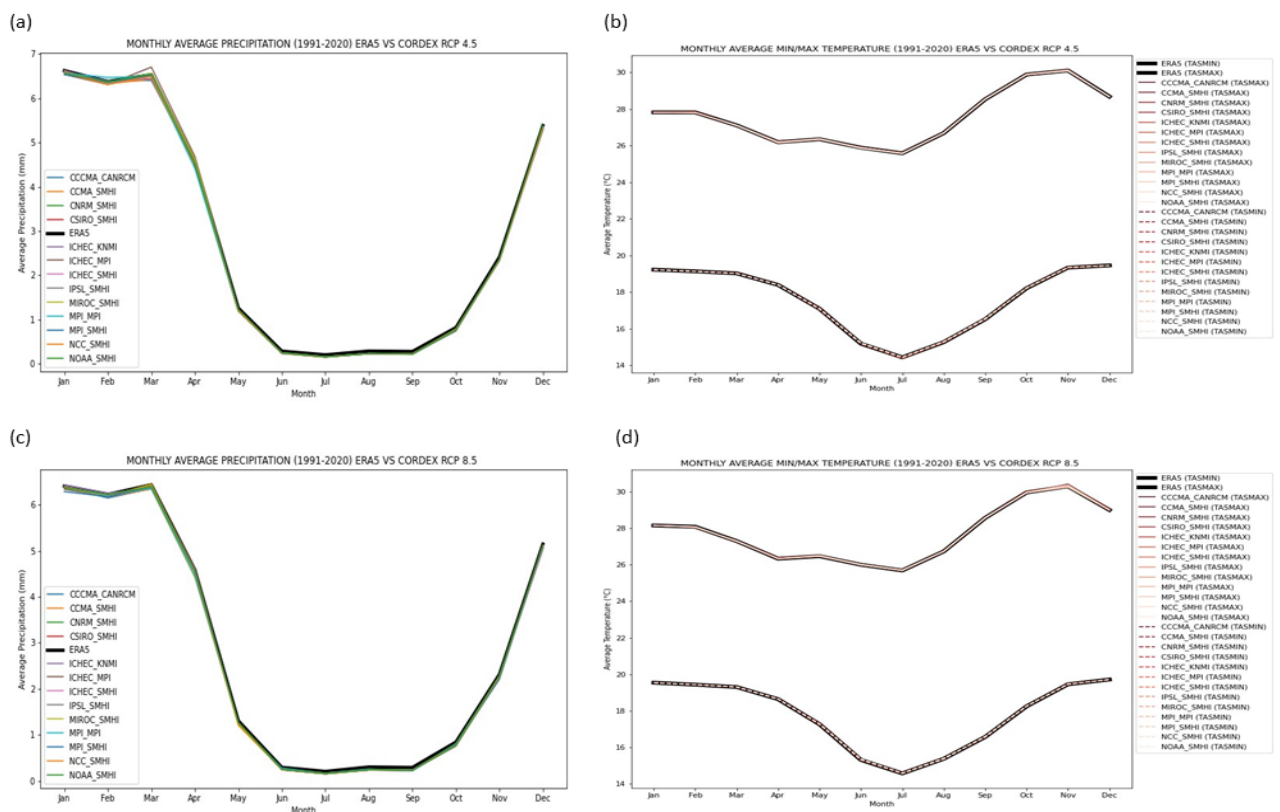 (a)
MONTHLY AVERAGE PRECIPITATION (1991-2020) ERA5 VS CORDEX RCP 4.5
Average Precipitation (mm)
7
6
5
4
3
2
1
0
CCCMA_CANRCM
CCMA_SMHI
CNRM_SMHI
CSIRO_SMHI
ERA5
ICHEC_KNMI
ICHEC_MPI
ICHEC_SMHI
IPSL_SMHI
MIROC_SMHI
MPI_MPI
MPI_SMHI
NCC_SMHI
NOAA_SMHI
Jan Feb Mar Apr May Jun Jul Aug Sep Oct Nov Dec
Month
(b)
MONTHLY AVERAGE MIN/MAX TEMPERATURE (1991-2020) ERA5 VS CORDEX RCP 4.5
Average Temperature (°C)
30
28
26
24
22
20
18
16
14
Jan Feb Mar Apr May Jun Jul Aug Sep Oct Nov Dec
Month
ERA5 (TASMIN)
ERA5 (TASMAX)
CCCMA_CANRCM (TASMAX)
CCMA_SMHI (TASMAX)
CNRM_SMHI (TASMAX)
CSIRO_SMHI (TASMAX)
ICHEC_KNMI (TASMAX)
ICHEC_MPI (TASMAX)
ICHEC_SMHI (TASMAX)
IPSL_SMHI (TASMAX)
MIROC_SMHI (TASMAX)
MPI_MPI (TASMAX)
MPI_SMHI (TASMAX)
NCC_SMHI (TASMAX)
NOAA_SMHI (TASMAX)
CCCMA_CANRCM (TASMIN)
CCMA_SMHI (TASMIN)
CNRM_SMHI (TASMIN)
CSIRO_SMHI (TASMIN)
ICHEC_KNMI (TASMIN)
ICHEC_MPI (TASMIN)
ICHEC_SMHI (TASMIN)
IPSL_SMHI (TASMIN)
MIROC_SMHI (TASMIN)
MPI_MPI (TASMIN)
MPI_SMHI (TASMIN)
NCC_SMHI (TASMIN)
NOAA_SMHI (TASMIN)
(c)
MONTHLY AVERAGE PRECIPITATION (1991-2020) ERA5 VS CORDEX RCP 8.5
Average Precipitation (mm)
6
5
4
3
2
1
0
CCCMA_CANRCM
CCMA_SMHI
CNRM_SMHI
CSIRO_SMHI
ERA5
ICHEC_KNMI
ICHEC_MPI
ICHEC_SMHI
IPSL_SMHI
MIROC_SMHI
MPI_MPI
MPI_SMHI
NCC_SMHI
NOAA_SMHI
Jan Feb Mar Apr May Jun Jul Aug Sep Oct Nov Dec
Month
(d)
MONTHLY AVERAGE MIN/MAX TEMPERATURE (1991-2020) ERA5 VS CORDEX RCP 8.5
Average Temperature (°C)
30
28
26
24
22
20
18
16
14
Jan Feb Mar Apr May Jun Jul Aug Sep Oct Nov Dec
Month
ERA5 (TASMIN)
ERA5 (TASMAX)
CCCMA_CANRCM (TASMAX)
CCMA_SMHI (TASMAX)
CNRM_SMHI (TASMAX)
CSIRO_SMHI (TASMAX)
ICHEC_KNMI (TASMAX)
ICHEC_MPI (TASMAX)
ICHEC_SMHI (TASMAX)
IPSL_SMHI (TASMAX)
MIROC_SMHI (TASMAX)
MPI_MPI (TASMAX)
MPI_SMHI (TASMAX)
NCC_SMHI (TASMAX)
NOAA_SMHI (TASMAX)
CCCMA_CANRCM (TASMIN)
CCMA_SMHI (TASMIN)
CNRM_SMHI (TASMIN)
CSIRO_SMHI (TASMIN)
ICHEC_KNMI (TASMIN)
ICHEC_MPI (TASMIN)
ICHEC_SMHI (TASMIN)
IPSL_SMHI (TASMIN)
MIROC_SMHI (TASMIN)
MPI_MPI (TASMIN)
MPI_SMHI (TASMIN)
NCC_SMHI (TASMIN)
NOAA_SMHI (TASMIN)